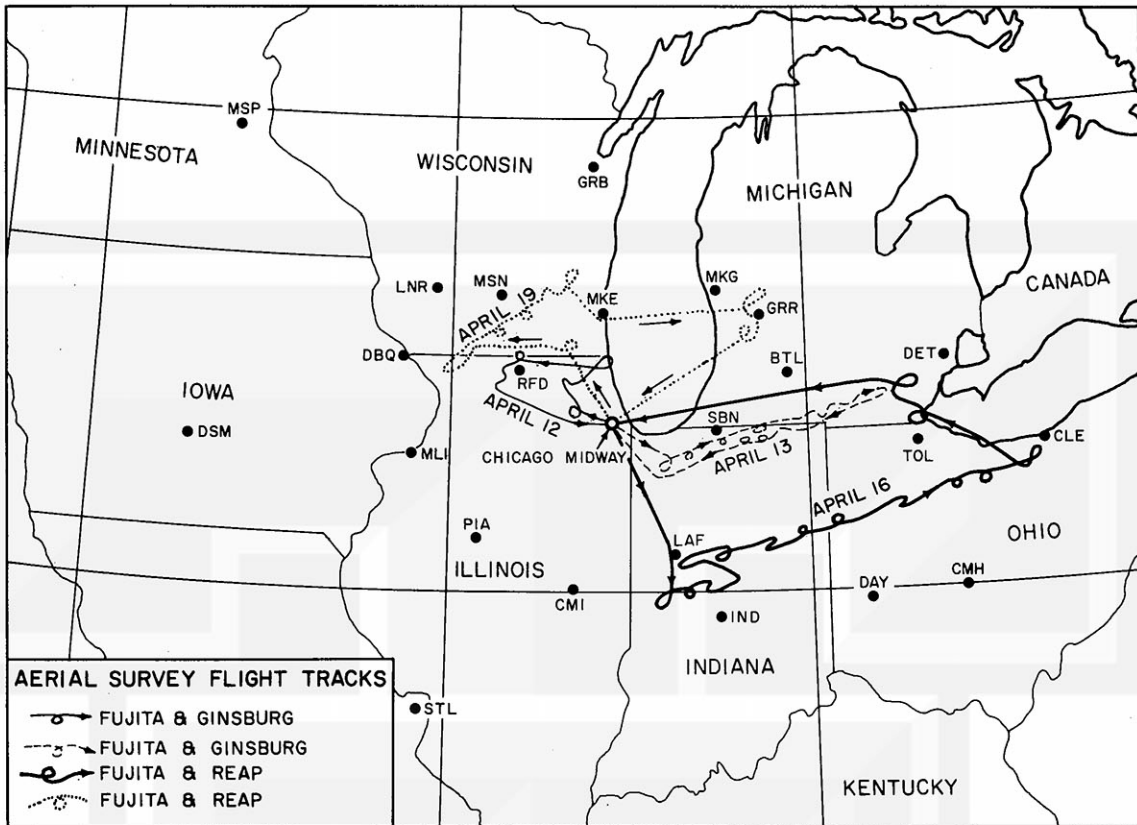 MSP
MINNESOTA
WISCONSIN
GRB
MICHIGAN
CANADA
LNR
MSN
MKG
MKE
GRR
APRIL 19
DBQ
DET
RFD
BTL
IOWA
APRIL 12
SBN
DSM
MLI
CHICAGO MIDWAY
APRIL 13
TOL
CLE
APRIL 16
PIA
LAF
OHIO
ILLINOIS
CMI
DAY
CMH
IND
INDIANA
STL
KENTUCKY
AERIAL SURVEY FLIGHT TRACKS
FUJITA & GINSBURG
FUJITA & GINSBURG
FUJITA & REAP
FUJITA & REAP